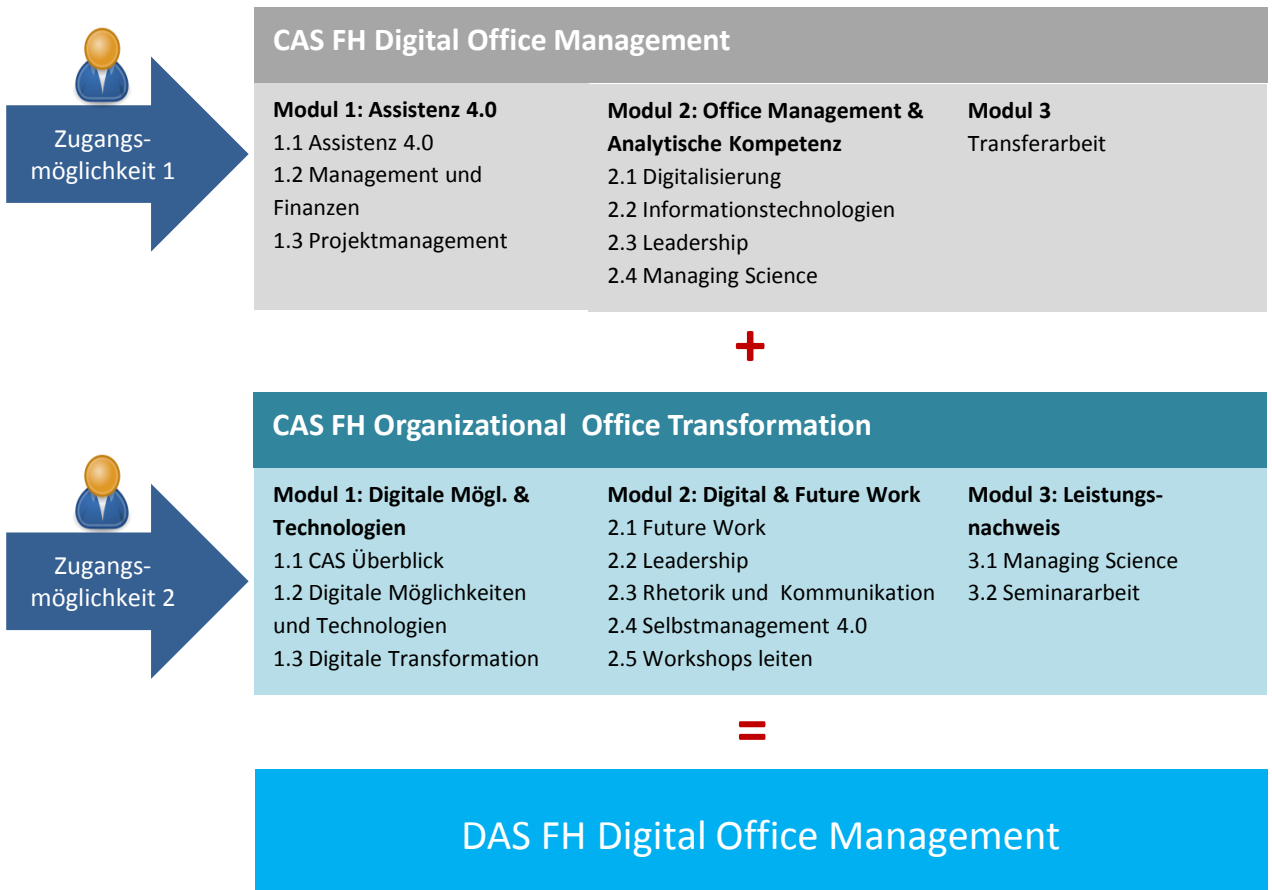 CAS FH Digital Office Management
Zugangs-
möglichkeit 1
Modul 1: Assistenz 4.0
1.1 Assistenz 4.0
1.2 Management und
Finanzen
1.3 Projektmanagement
Modul 2: Office Management &
Analytische Kompetenz
2.1 Digitalisierung
2.2 Informationstechnologien
2.3 Leadership
2.4 Managing Science
Modul 3
Transferarbeit
+
CAS FH Organizational Office Transformation
Zugangs-
möglichkeit 2
Modul 1: Digitale Mögl. &
Technologien
1.1 CAS Überblick
1.2 Digitale Möglichkeiten
und Technologien
1.3 Digitale Transformation
Modul 2: Digital & Future Work
2.1 Future Work
2.2 Leadership
2.3 Rhetorik und Kommunikation
2.4 Selbstmanagement 4.0
2.5 Workshops leiten
Modul 3: Leistungs-
nachweis
3.1 Managing Science
3.2 Seminararbeit
=
DAS FH Digital Office Management